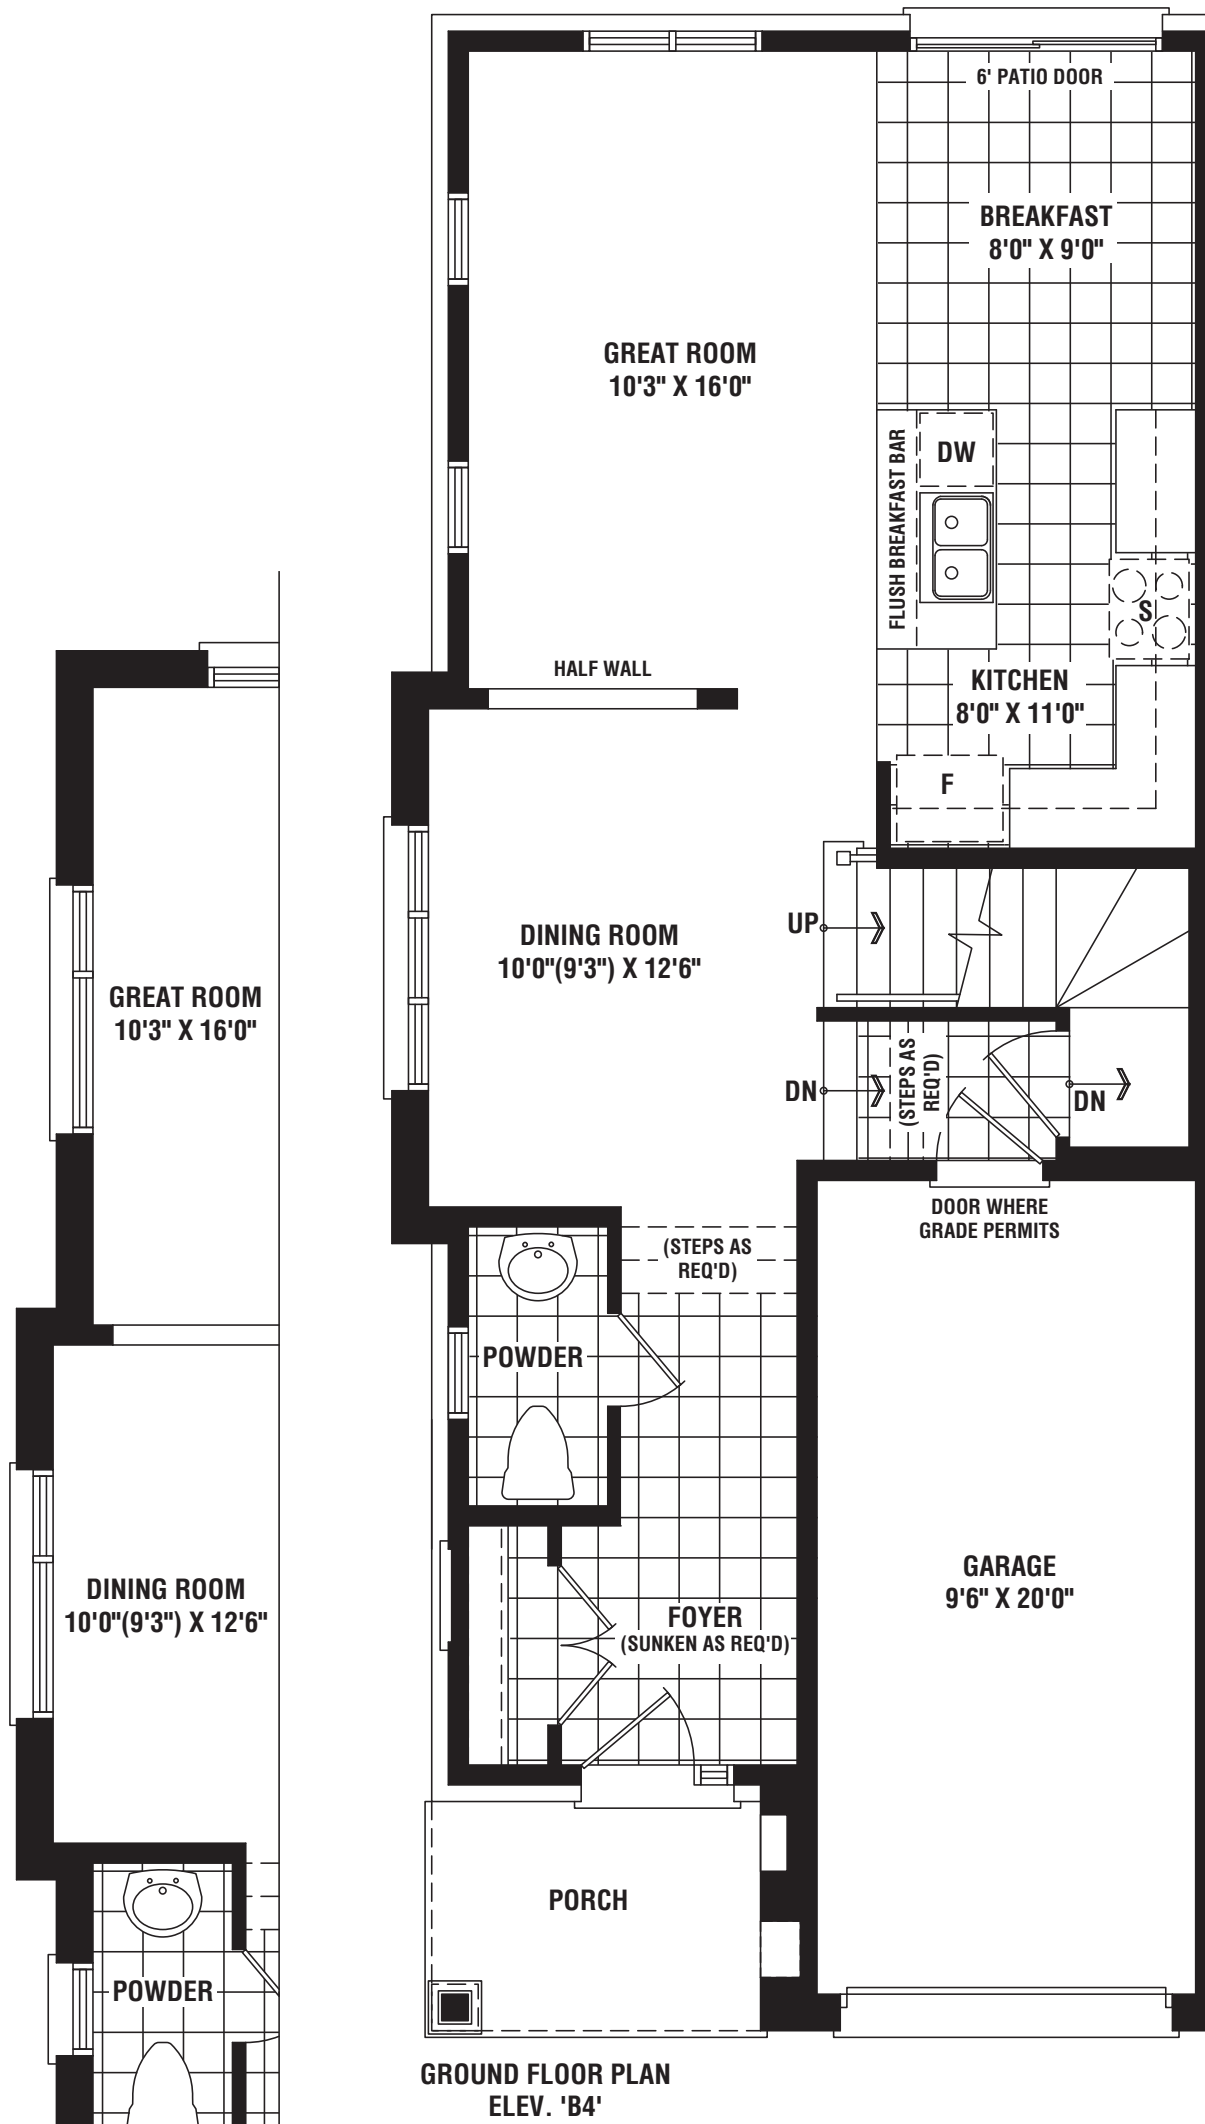 6' PATIO DOOR
BREAKFAST
8'0" X 9'0"
GREAT ROOM
10'3" X 16'0"
FLUSH BREAKFAST BAR
DW
S
HALF WALL
KITCHEN
8'0" X 11'0"
F
UP
DINING ROOM
10'0"(9'3") X 12'6"
DN
(STEPS AS
REQ'D)
DN
DOOR WHERE
GRADE PERMITS
(STEPS AS
REQ'D)
POWDER
GARAGE
9'6" X 20'0"
FOYER
(SUNKEN AS REQ'D)
PORCH
GROUND FLOOR PLAN
ELEV. 'B4'
GREAT ROOM
10'3" X 16'0"
DINING ROOM
10'0"(9'3") X 12'6"
POWDER